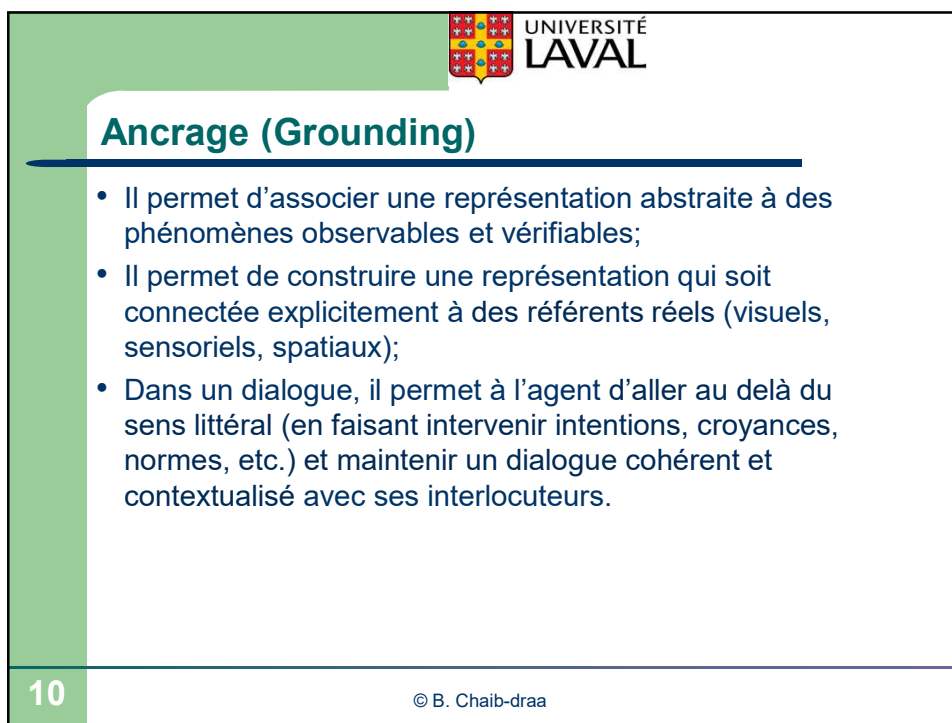 UNIVERSITÉ
LAVAL
Ancrage (Grounding)
• Il permet d’associer une représentation abstraite à des
phénomènes observables et vérifiables;
• Il permet de construire une représentation qui soit
connectée explicitement à des référents réels (visuels,
sensoriels, spatiaux);
• Dans un dialogue, il permet à l’agent d’aller au delà du
sens littéral (en faisant intervenir intentions, croyances,
normes, etc.) et maintenir un dialogue cohérent et
contextualisé avec ses interlocuteurs.
10
© B. Chaib-draa